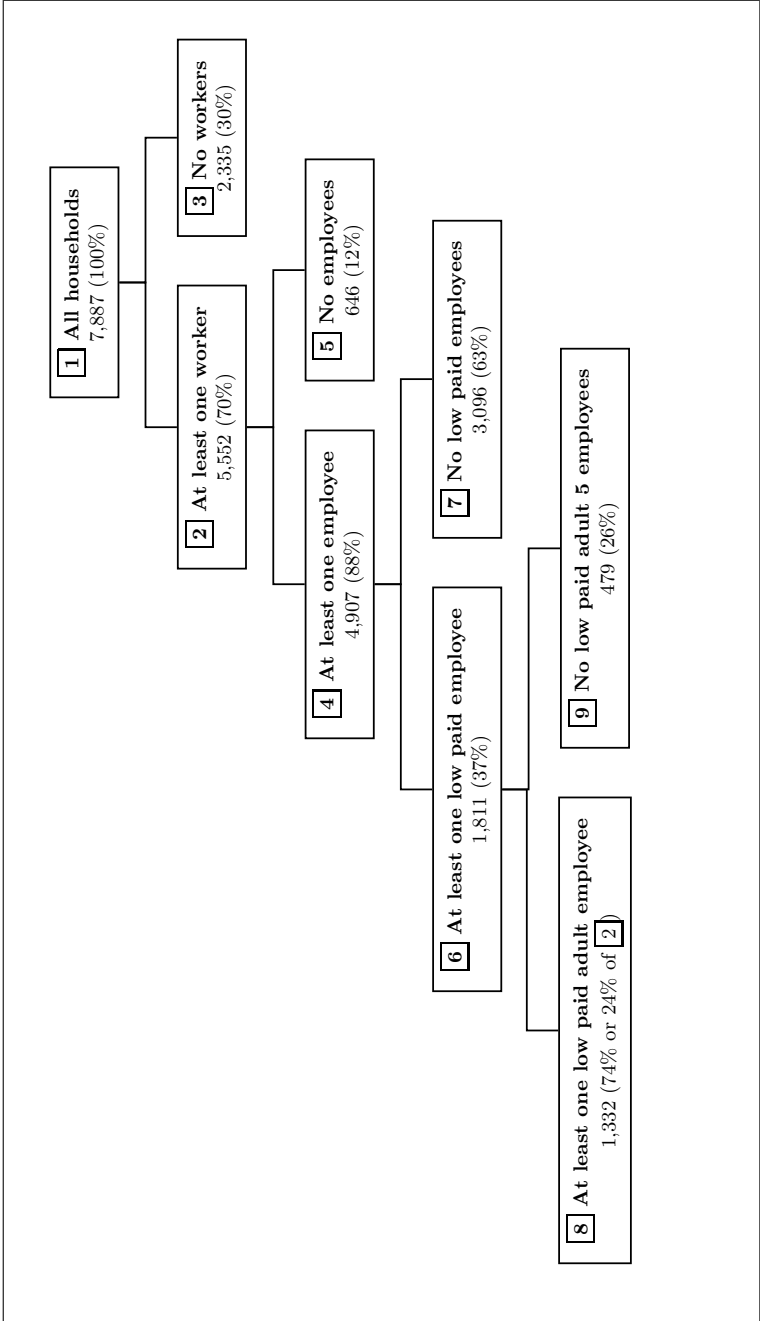 1 All households
7,887 (100%)
2 At least one worker
5,552 (70%)
3 No workers
2,335 (30%)
4 At least one employee
4,907 (88%)
5 No employees
646 (12%)
6 At least one low paid employee
1,811 (37%)
7 No low paid employees
3,096 (63%)
8 At least one low paid adult employee
1,332 (74% or 24% of 2)
9 No low paid adult 5 employees
479 (26%)